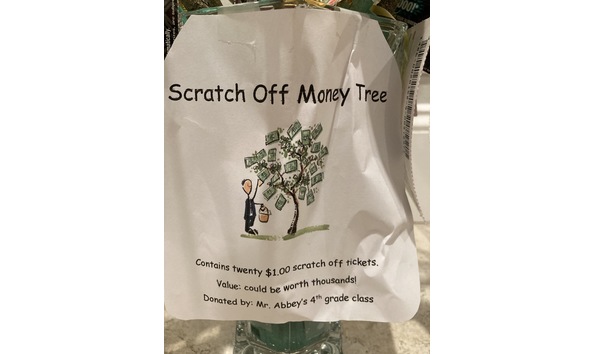 Scratch Off Money Tree
Contains twenty $1.00 scratch off tickets.
Value: could be worth thousands!
Donated by: Mr. Abbey's 4th grade class